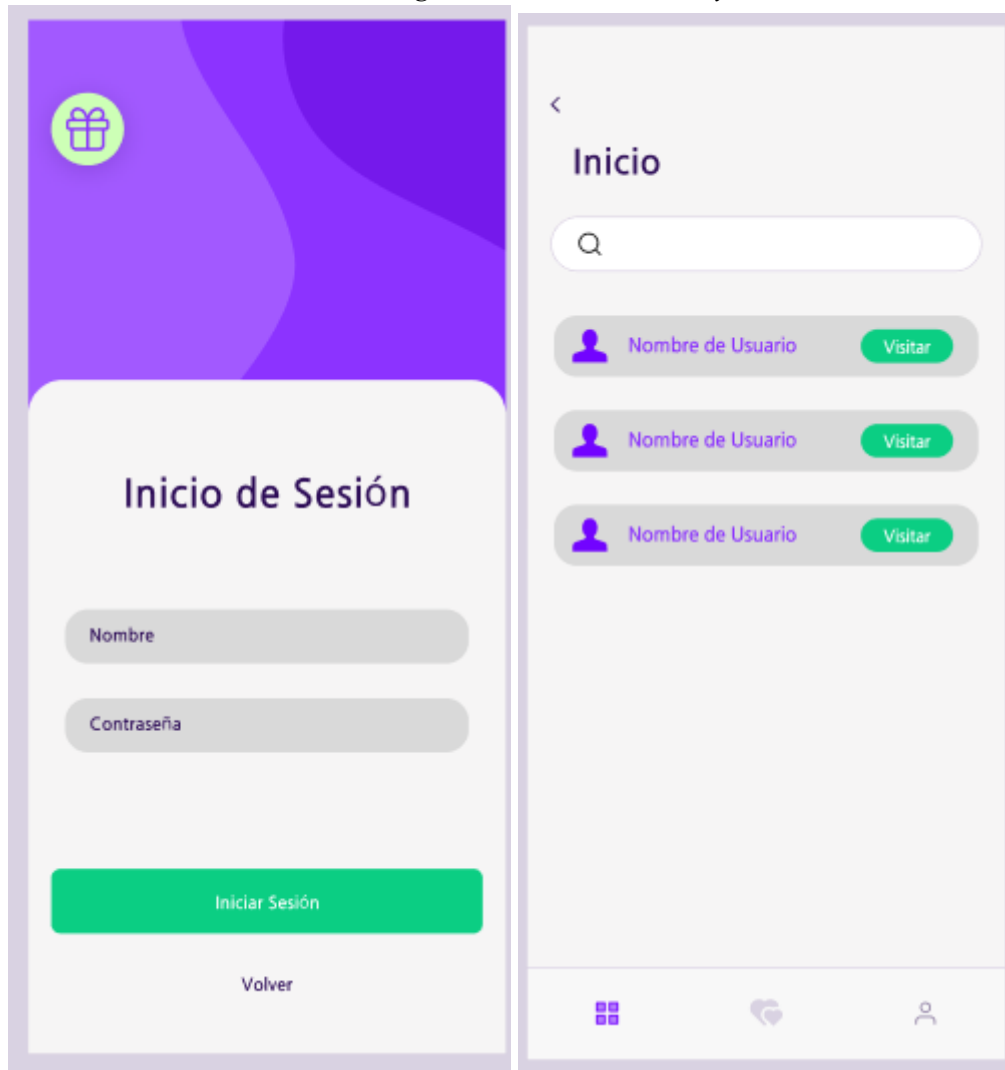 Inicio de Sesión
Nombre
Contraseña
Iniciar Sesión
Volver
Inicio
Nombre de Usuario Visitar
Nombre de Usuario Visitar
Nombre de Usuario Visitar